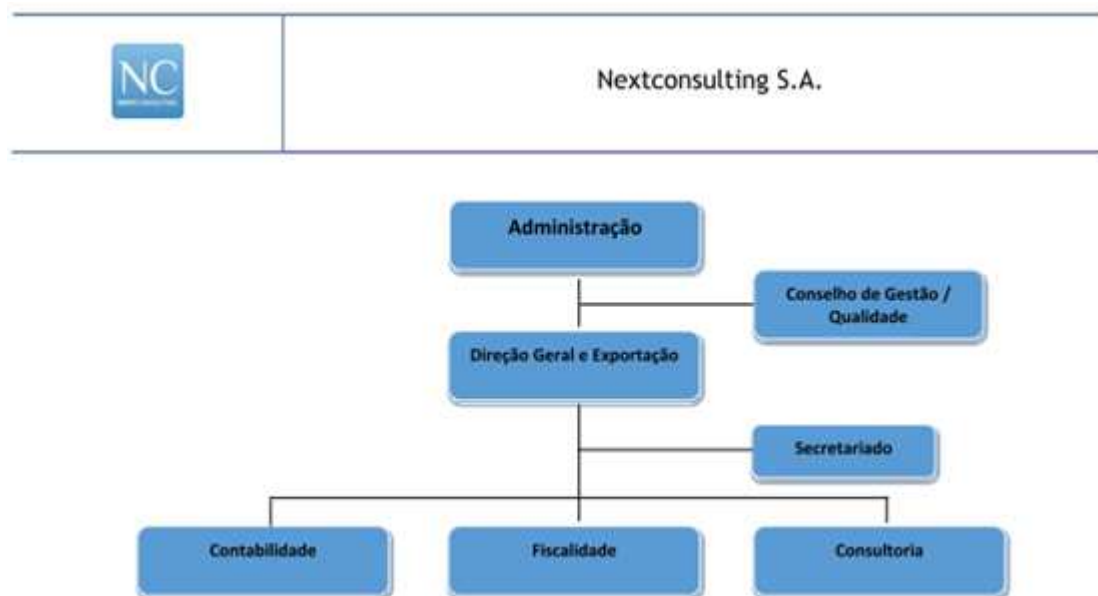 NC
Nextconsulting S.A.
Administração
Conselho de Gestão /
Qualidade
Direção Geral e Exportação
Secretariado
Contabilidade
Fiscalidade
Consultoria